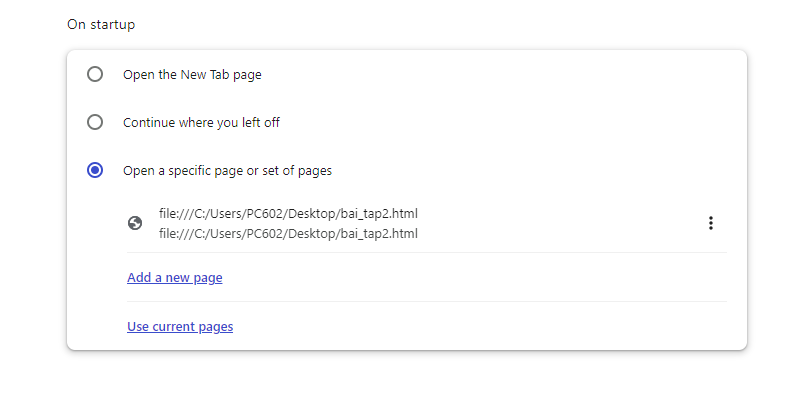 On startup
Open the New Tab page
Continue where you left off
Open a specific page or set of pages
file:///C:/Users/PC602/Desktop/bai_tap2.html
file:///C:/Users/PC602/Desktop/bai_tap2.html
Add a new page
Use current pages